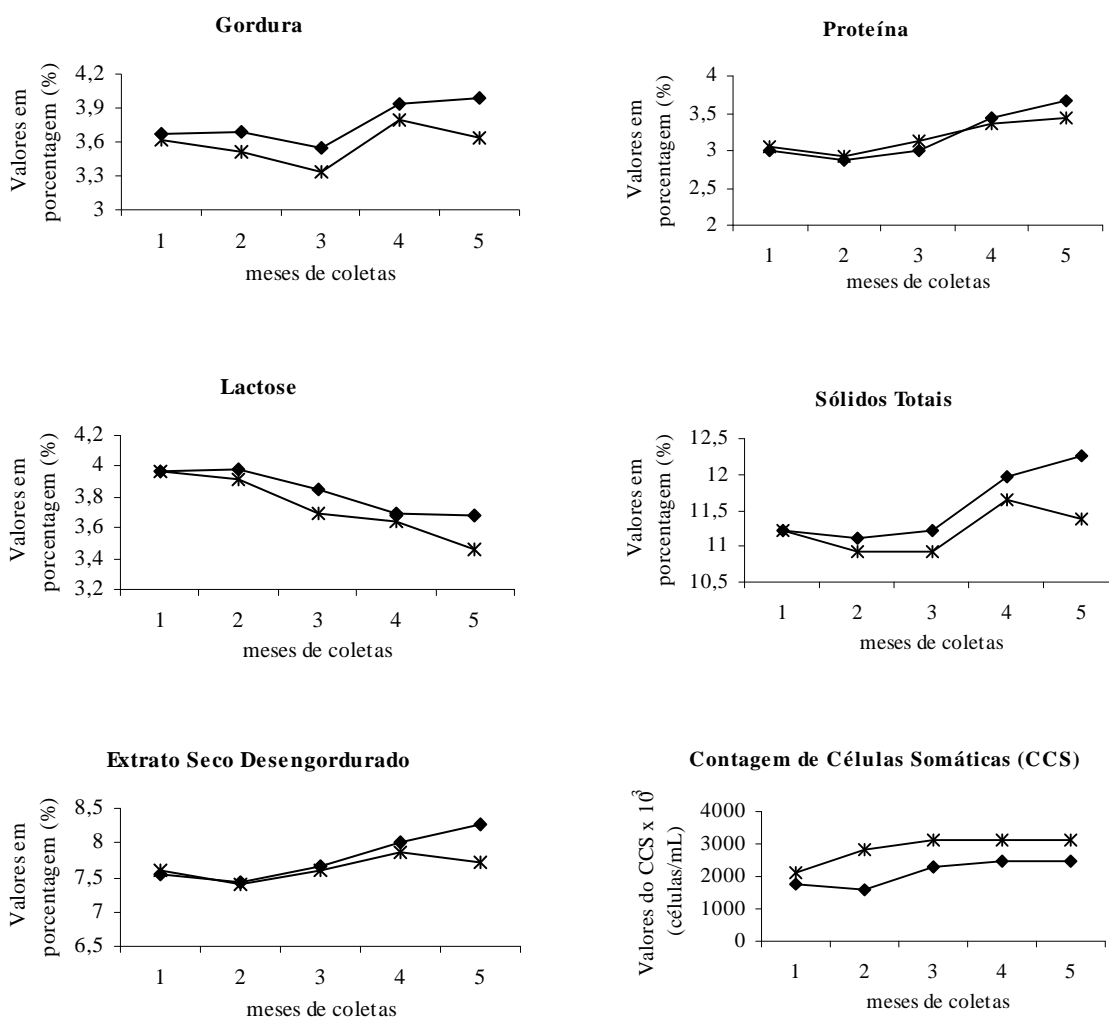 Gordura
Valores em
porcentagem (%)
4,2
3,9
3,6
3,3
3
1 2 3 4 5
meses de coletas
Proteína
Valores em
porcentagem (%)
4
3,5
3
2,5
2
1 2 3 4 5
meses de coletas
Lactose
Valores em
porcentagem (%)
4,2
4
3,8
3,6
3,4
3,2
1 2 3 4 5
meses de coletas
Sólidos Totais
Valores em
porcentagem (%)
12,5
12
11,5
11
10,5
1 2 3 4 5
meses de coletas
Extrato Seco Desengordurado
Valores em
porcentagem (%)
8,5
8
7,5
7
6,5
1 2 3 4 5
meses de coletas
Contagem de Células Somáticas (CCS)
Valores do CCS x 10³
(células/mL)
4000
3000
2000
1000
0
1 2 3 4 5
meses de coletas